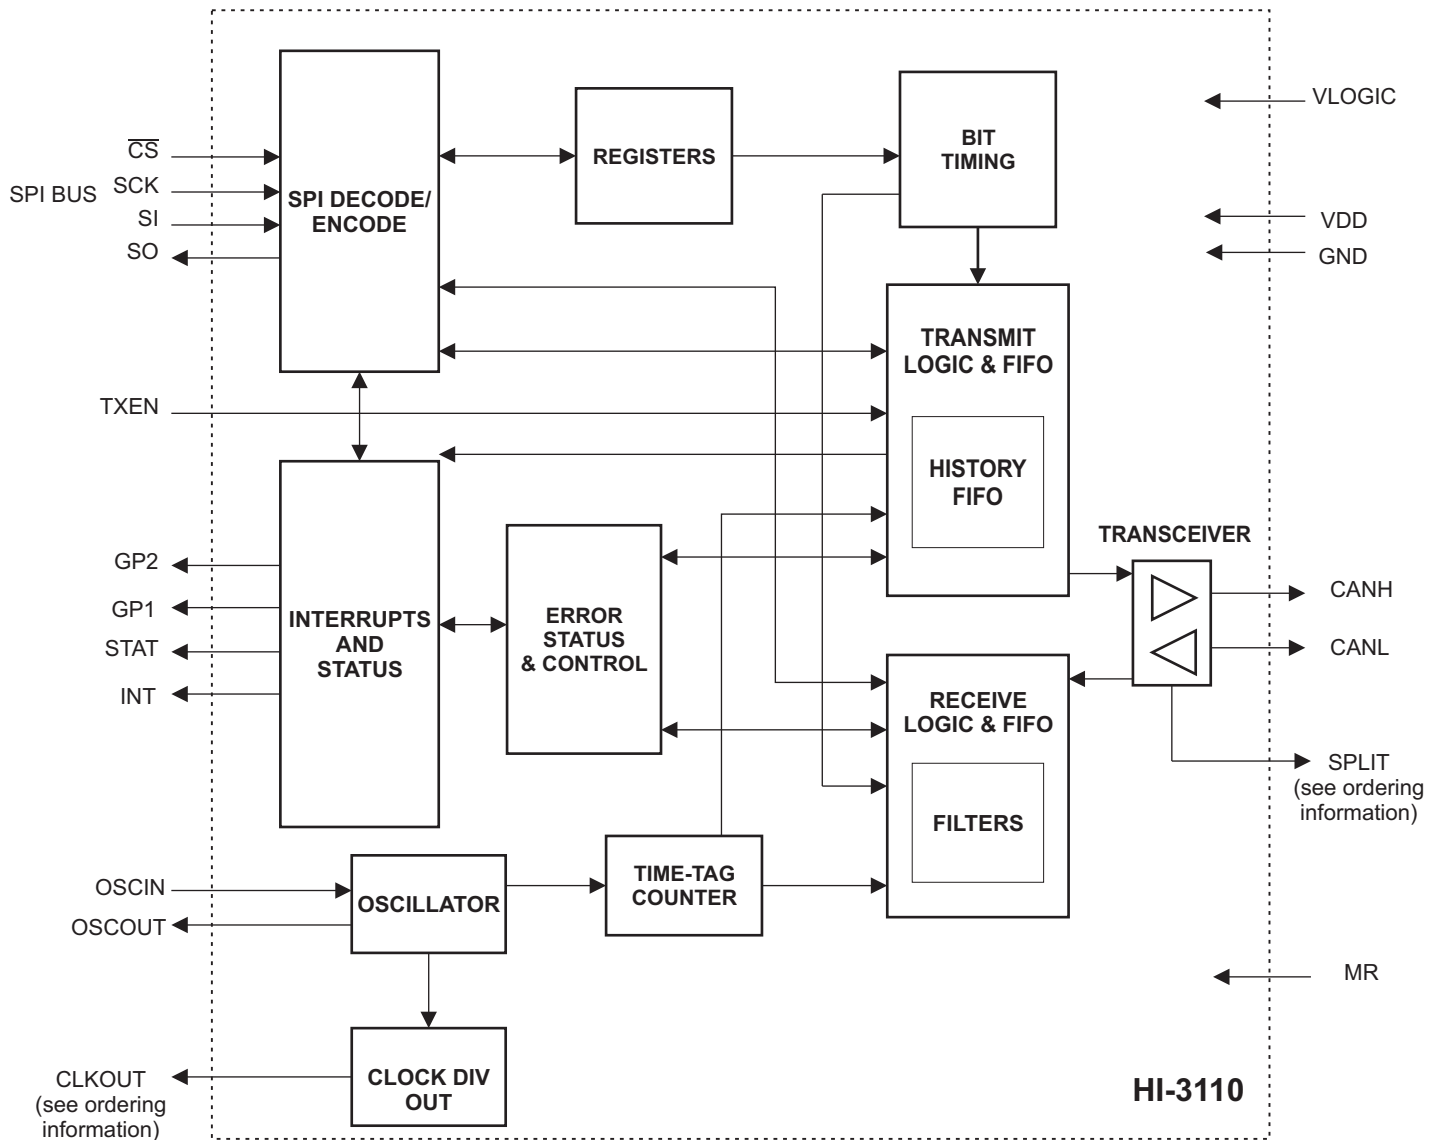 SPI BUS
CS
SCK
SI
SO
TXEN
GP2
GP1
STAT
INT
OSCIN
OSCOUT
CLKOUT
(see ordering
information)
SPI DECODE/
ENCODE
REGISTERS
BIT
TIMING
TRANSMIT
LOGIC & FIFO
HISTORY
FIFO
INTERRUPTS
AND
STATUS
ERROR
STATUS
& CONTROL
RECEIVE
LOGIC & FIFO
FILTERS
OSCILLATOR
TIME-TAG
COUNTER
CLOCK DIV
OUT
TRANSCEIVER
VLOGIC
VDD
GND
CANH
CANL
SPLIT
(see ordering
information)
MR
HI-3110